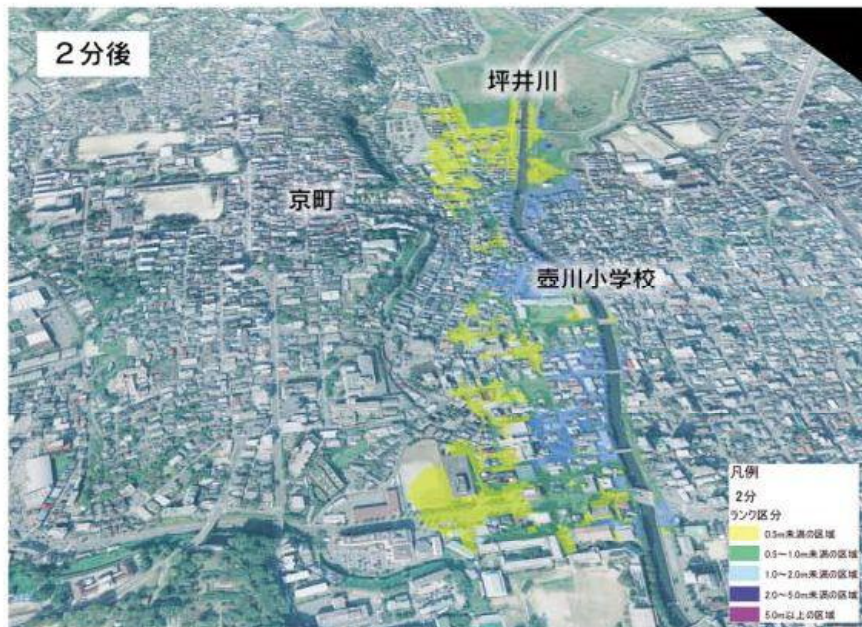 2分後
坪井川
京町
壺川小学校
凡例
2分
ランク区分
0.5m未満の区域
0.5～1.0m未満の区域
1.0～2.0m未満の区域
2.0～5.0m未満の区域
5.0m以上の区域